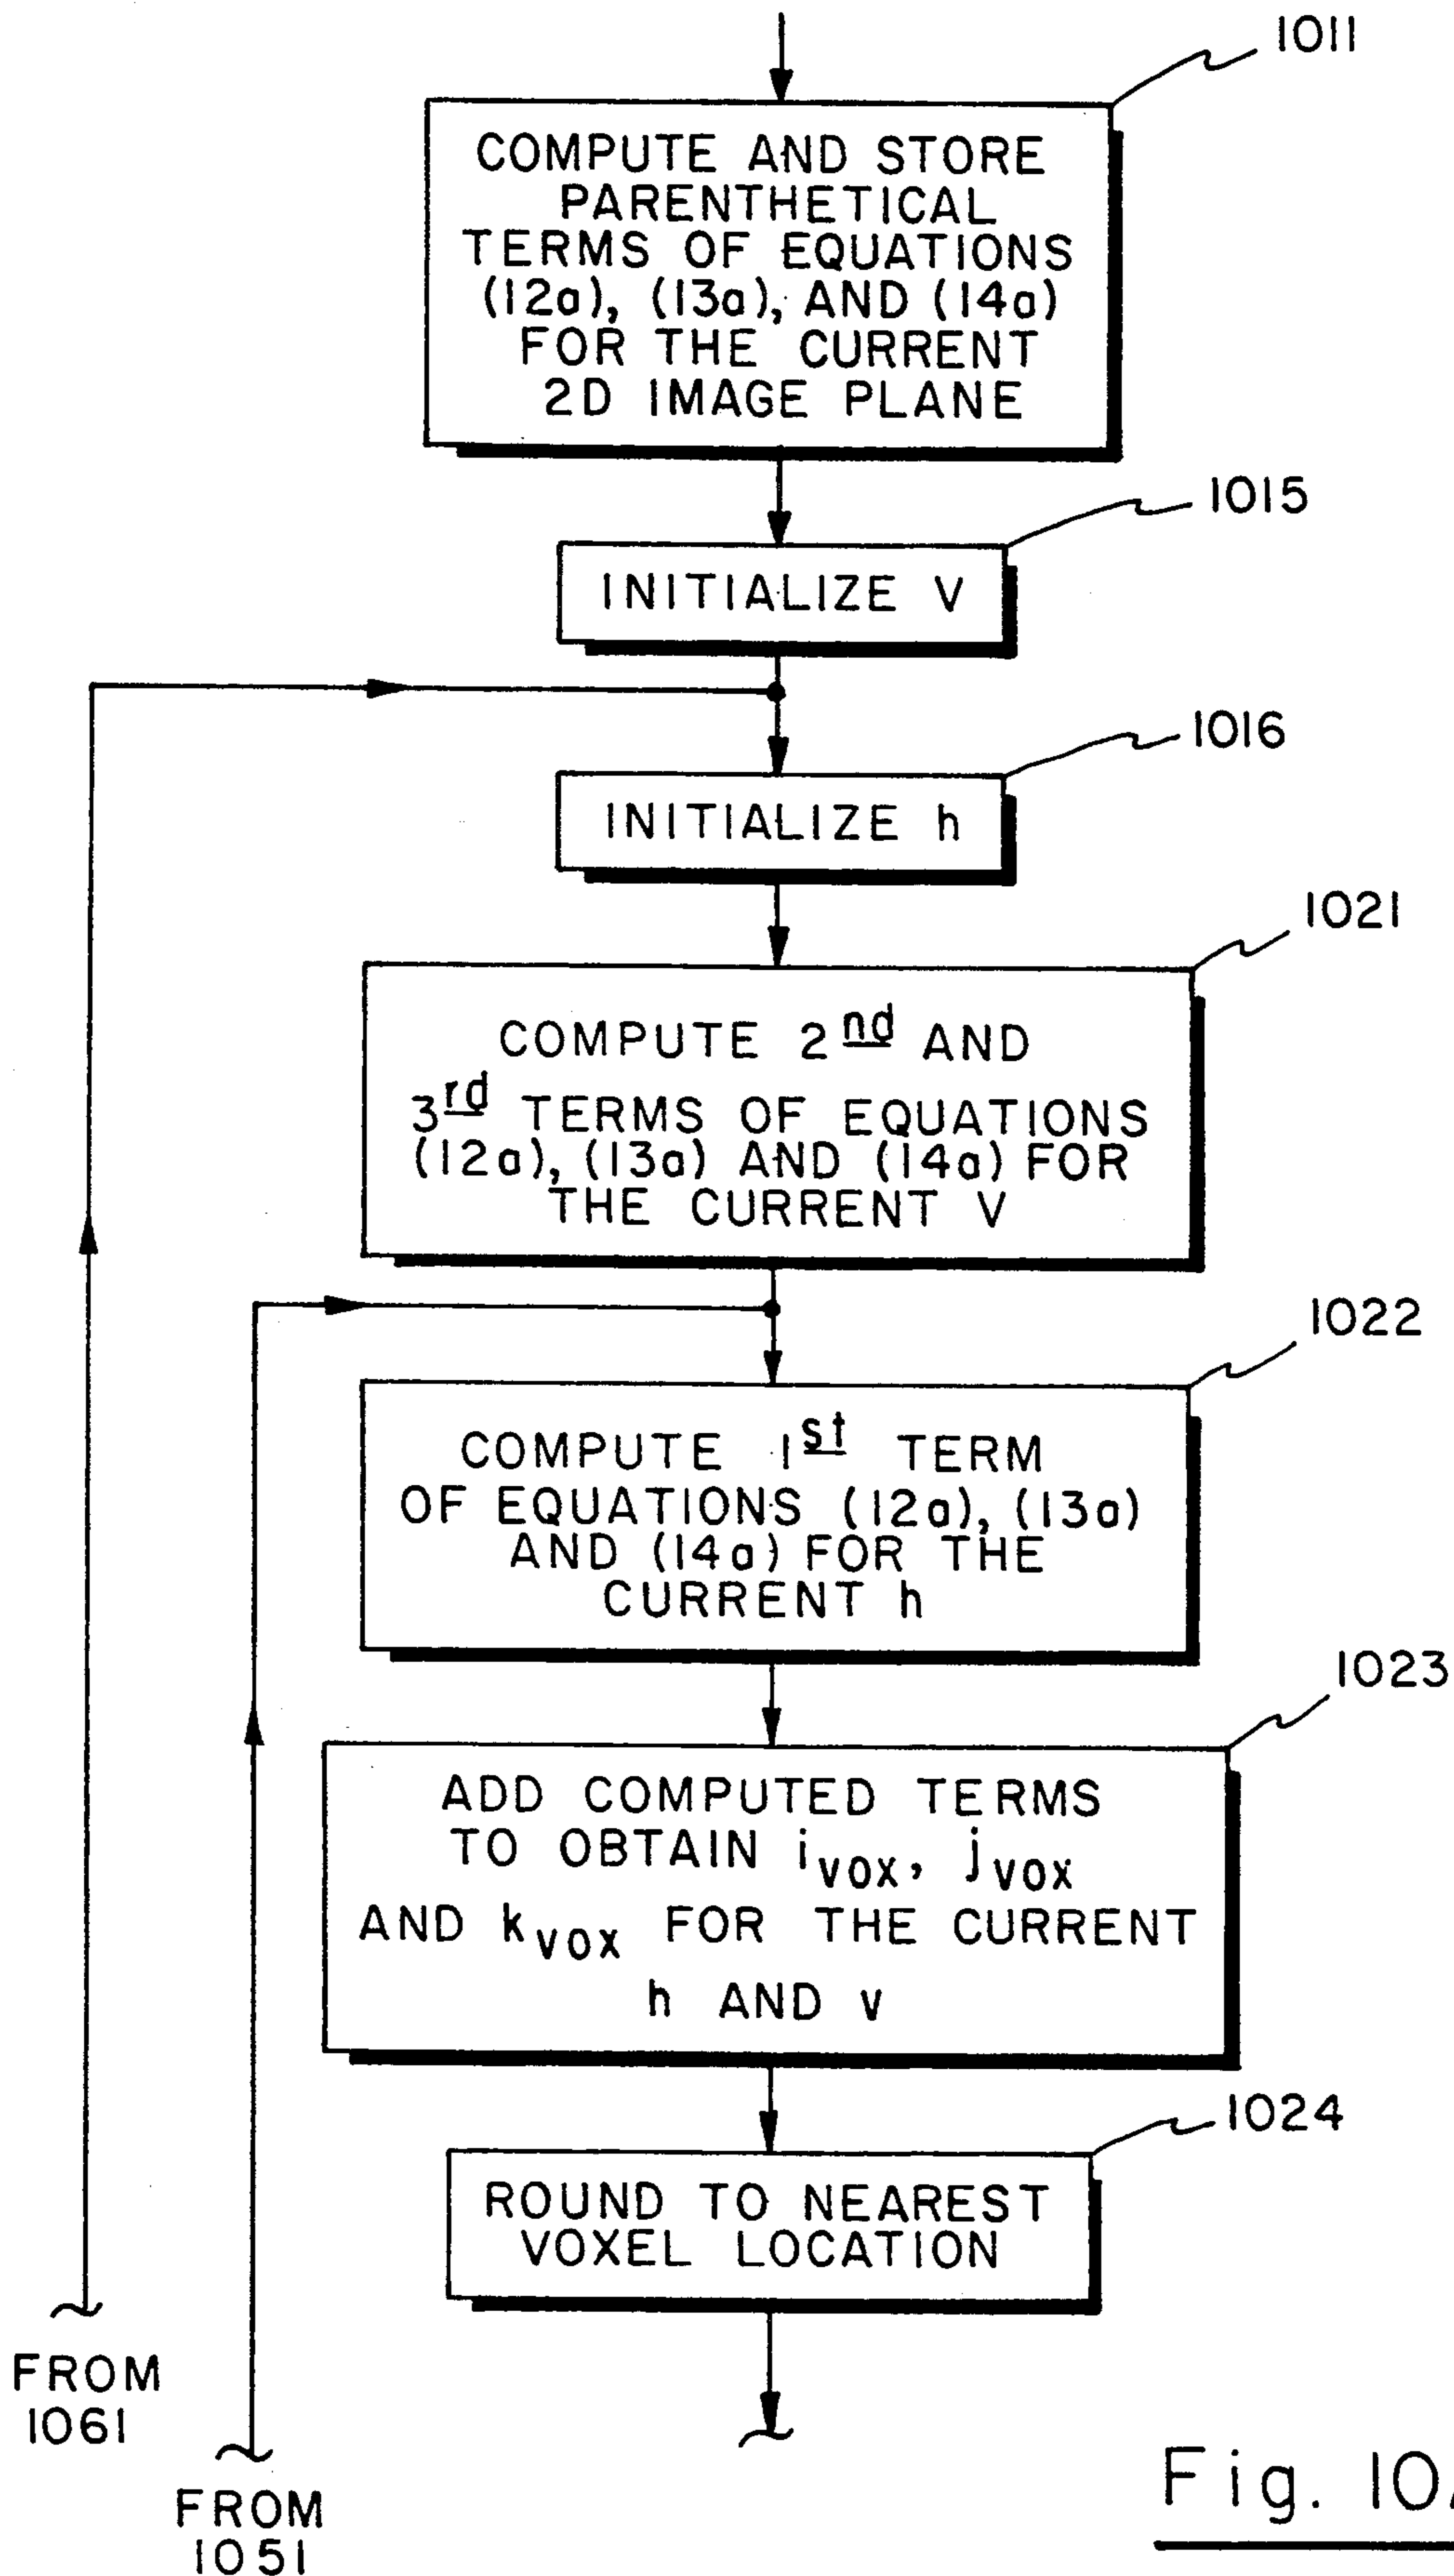 1011
COMPUTE AND STORE
PARENTHETICAL
TERMS OF EQUATIONS
(12a), (13a), AND (14a)
FOR THE CURRENT
2D IMAGE PLANE
1015
INITIALIZE V
1016
INITIALIZE h
1021
COMPUTE 2nd AND
3rd TERMS OF EQUATIONS
(12a), (13a) AND (14a) FOR
THE CURRENT V
1022
COMPUTE 1st TERM
OF EQUATIONS (12a), (13a)
AND (14a) FOR THE
CURRENT h
1023
ADD COMPUTED TERMS
TO OBTAIN ivox, jvox
AND kvox FOR THE CURRENT
h AND v
1024
ROUND TO NEAREST
VOXEL LOCATION
FROM
1061
FROM
1051
Fig.